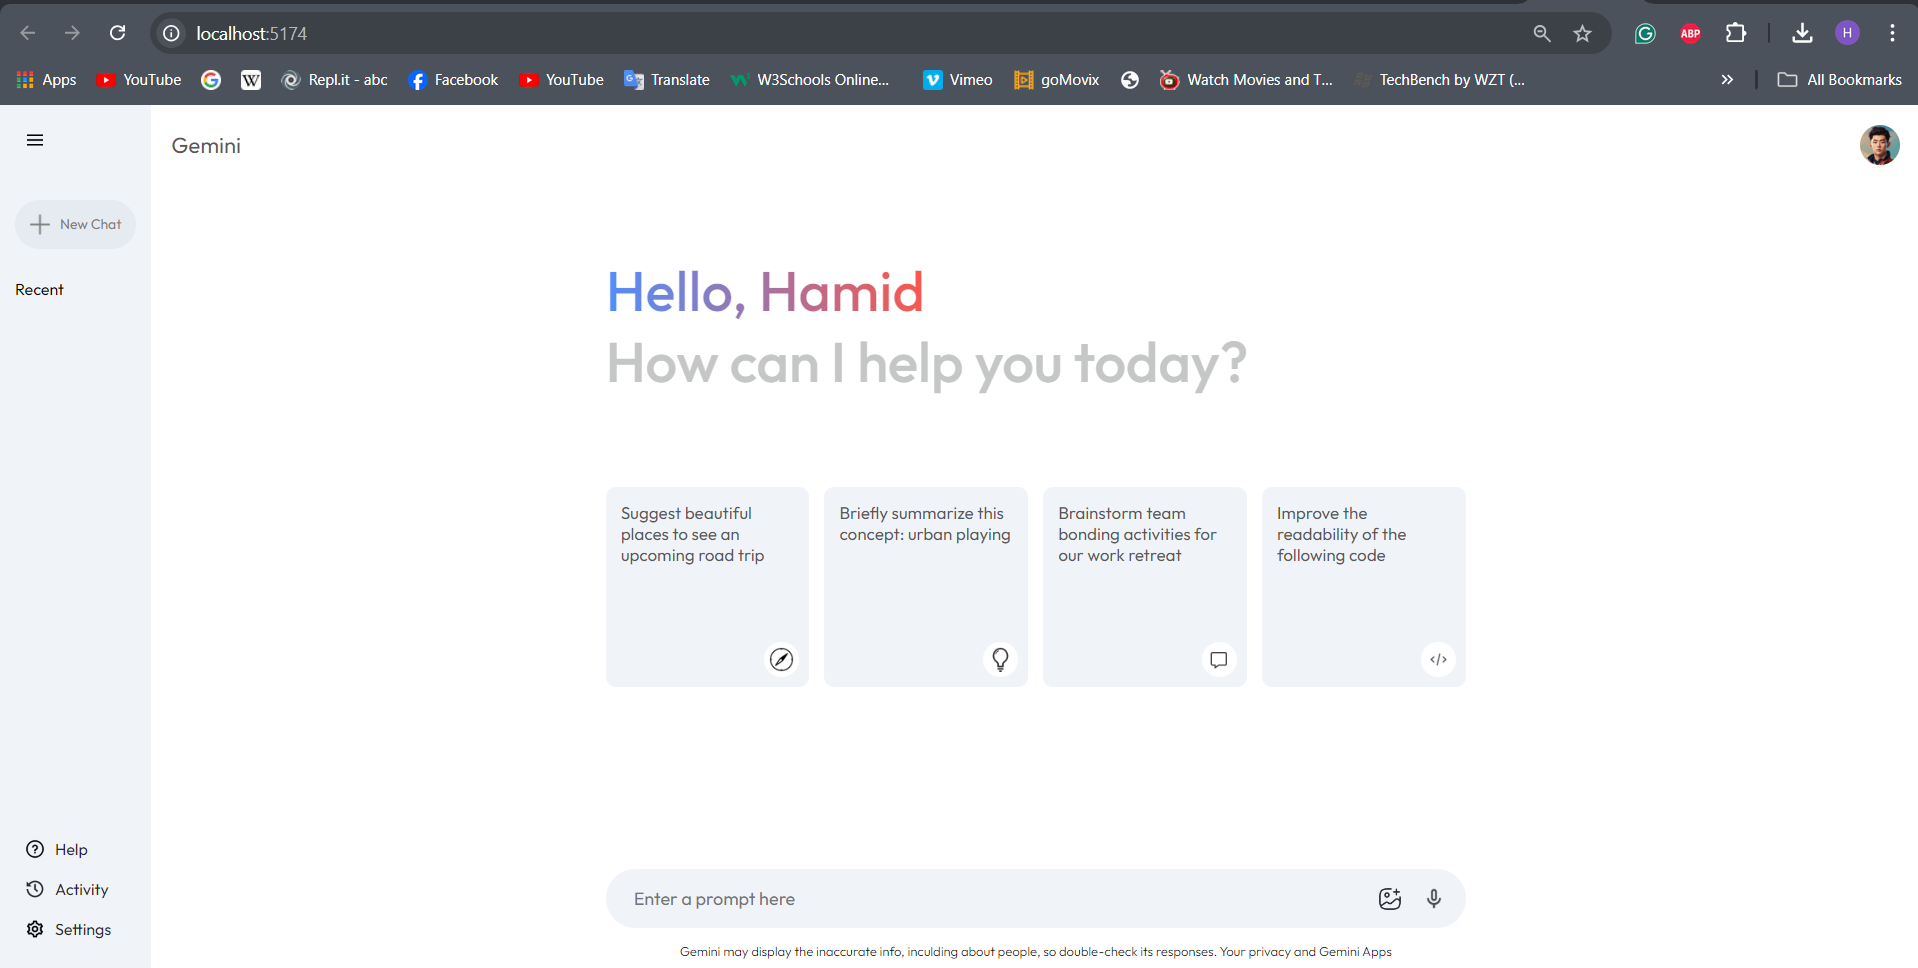 localhost:5174
ABP
H
Apps
YouTube
G
W
Repl.it - abc
Facebook
YouTube
Translate
W3Schools Online...
Vimeo
goMovix
Watch Movies and T...
TechBench by WZT (...
All Bookmarks
Gemini
New Chat
Recent
Hello, Hamid
How can I help you today?
Suggest beautiful
places to see an
upcoming road trip
Briefly summarize this
concept: urban playing
Brainstorm team
bonding activities for
our work retreat
Improve the
readability of the
following code
Help
Activity
Settings
Enter a prompt here
Gemini may display the inaccurate info, inculding about people, so double-check its responses. Your privacy and Gemini Apps